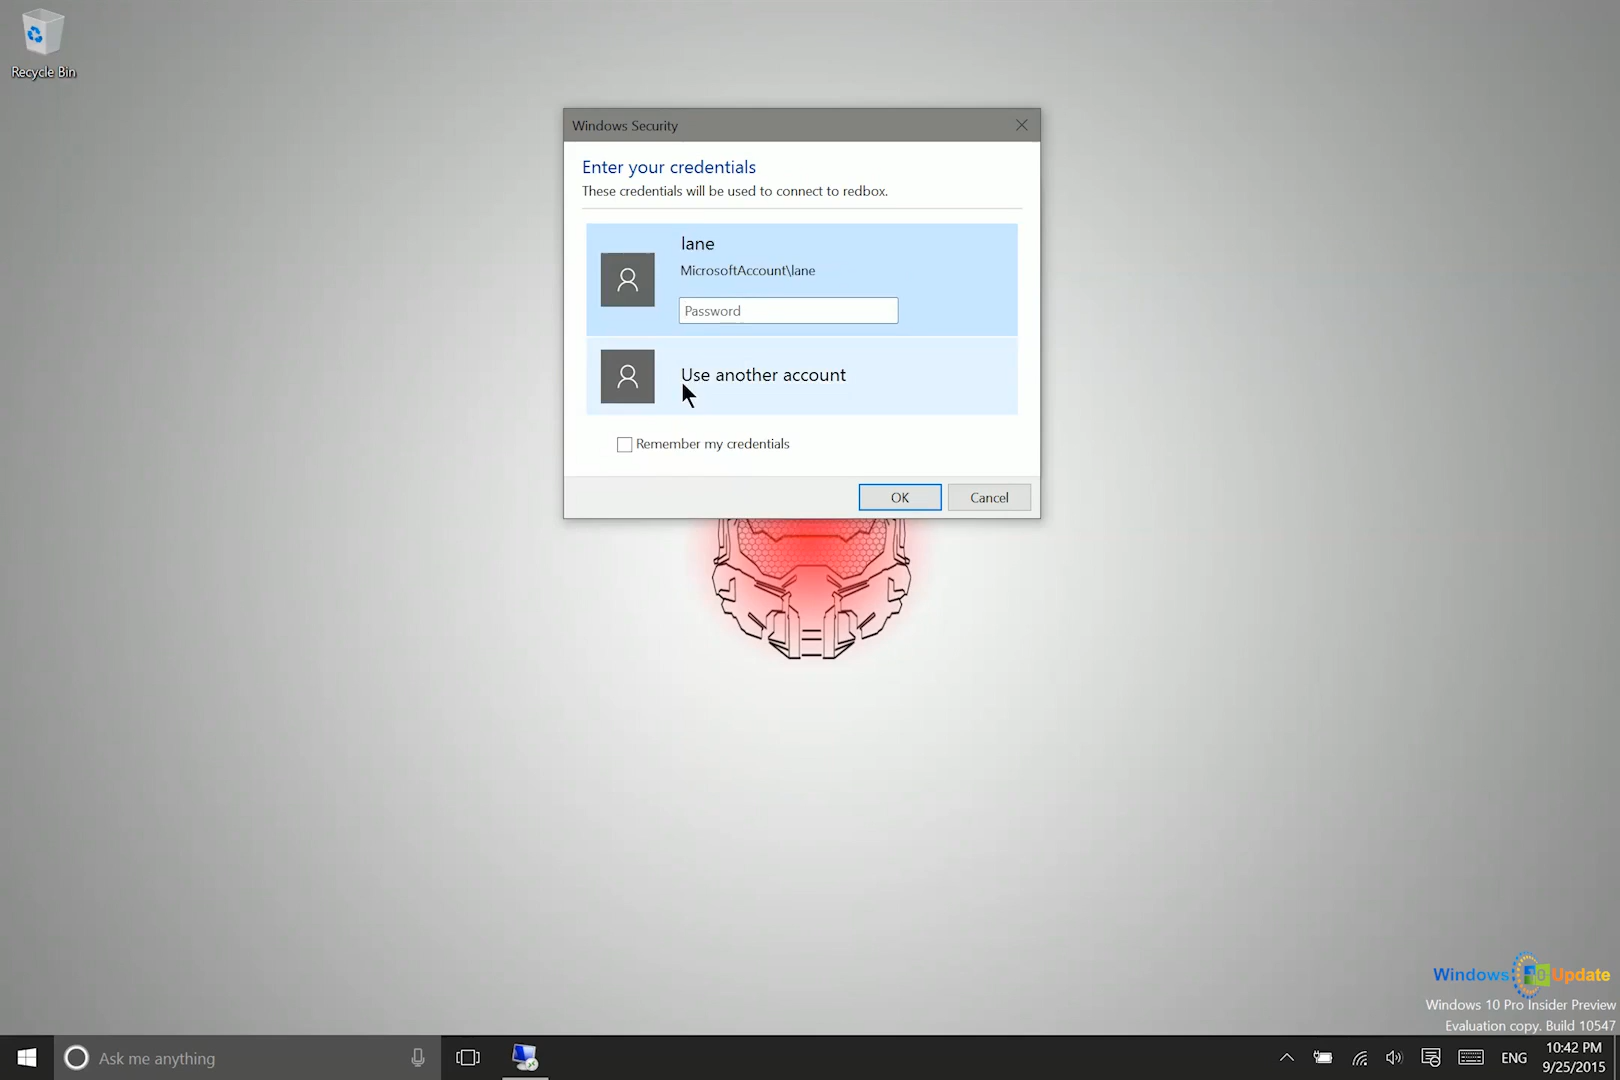 Recycle Bin
Windows Security
Enter your credentials
These credentials will be used to connect to redbox.
lane
MicrosoftAccount\lane
Password
Use another account
Remember my credentials
OK
Cancel
Windows 10 Update
Windows 10 Pro Insider Preview
Evaluation copy. Build 10547
Ask me anything
ENG
10:42 PM
9/25/2015